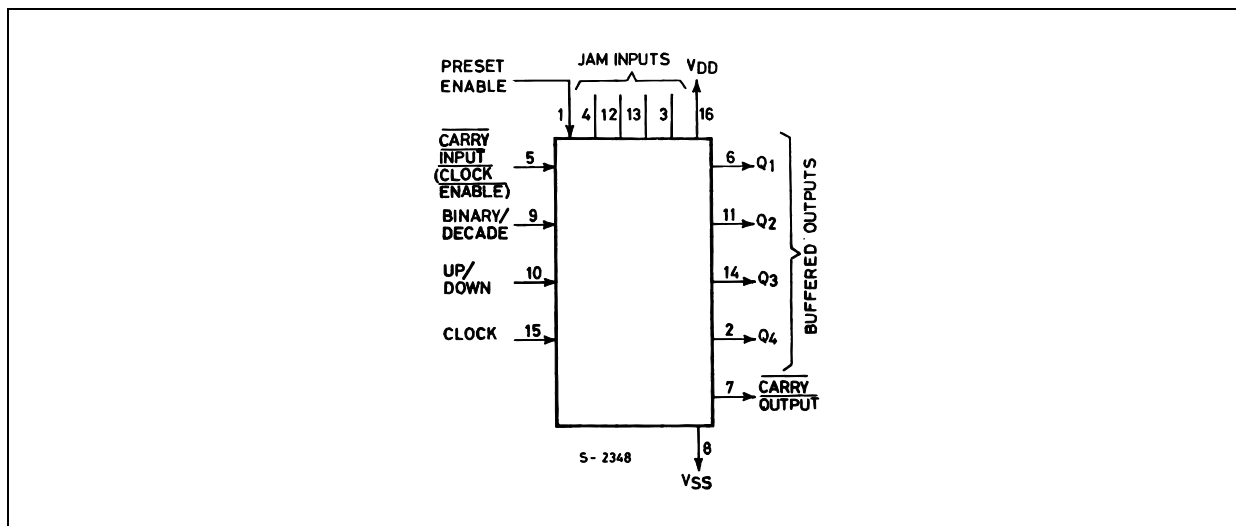 JAM INPUTS
PRESET
ENABLE
VDD
1
4
12
13
3
16
CARRY
INPUT
(CLOCK
ENABLE)
5
BINARY/
DECADE
9
UP/
DOWN
10
CLOCK
15
6
Q1
11
Q2
14
Q3
2
Q4
7
CARRY
OUTPUT
BUFFERED OUTPUTS
8
VSS
S-2348